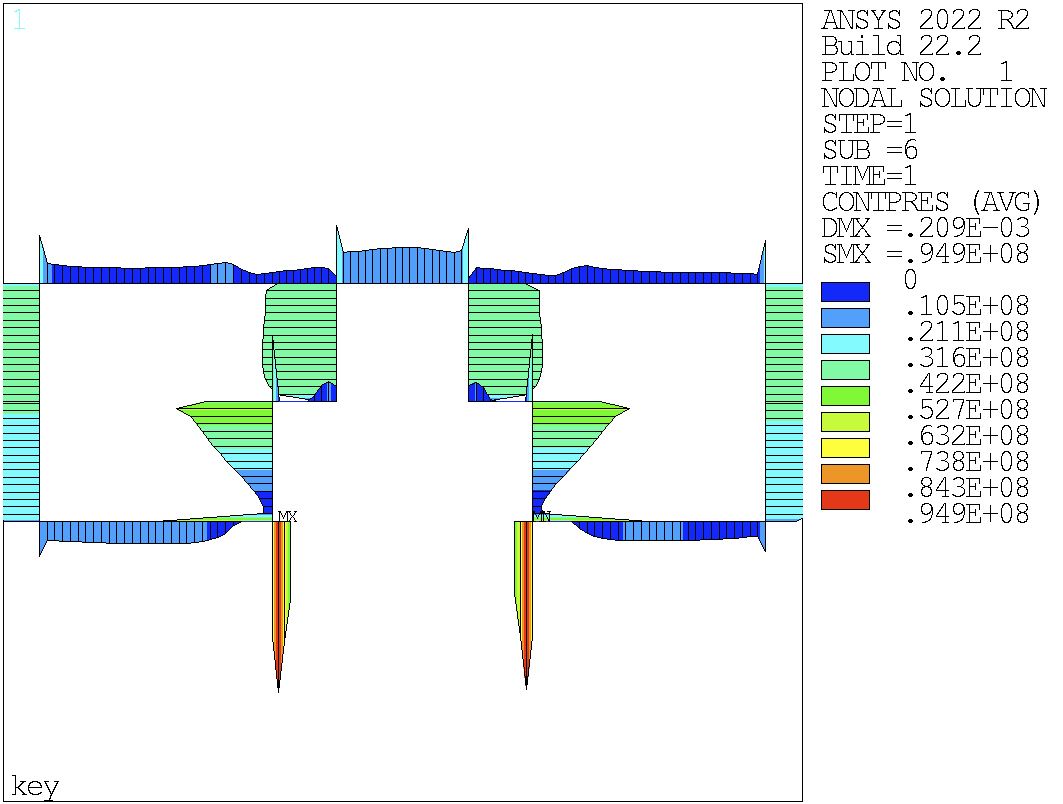 1
ANSYS 2022 R2
Build 22.2
PLOT NO.   1
NODAL SOLUTION
STEP=1
SUB =6
TIME=1
CONTPRES (AVG)
DMX =.209E-03
SMX =.949E+08
0
.105E+08
.211E+08
.316E+08
.422E+08
.527E+08
.632E+08
.738E+08
.843E+08
.949E+08
MX
MN
key